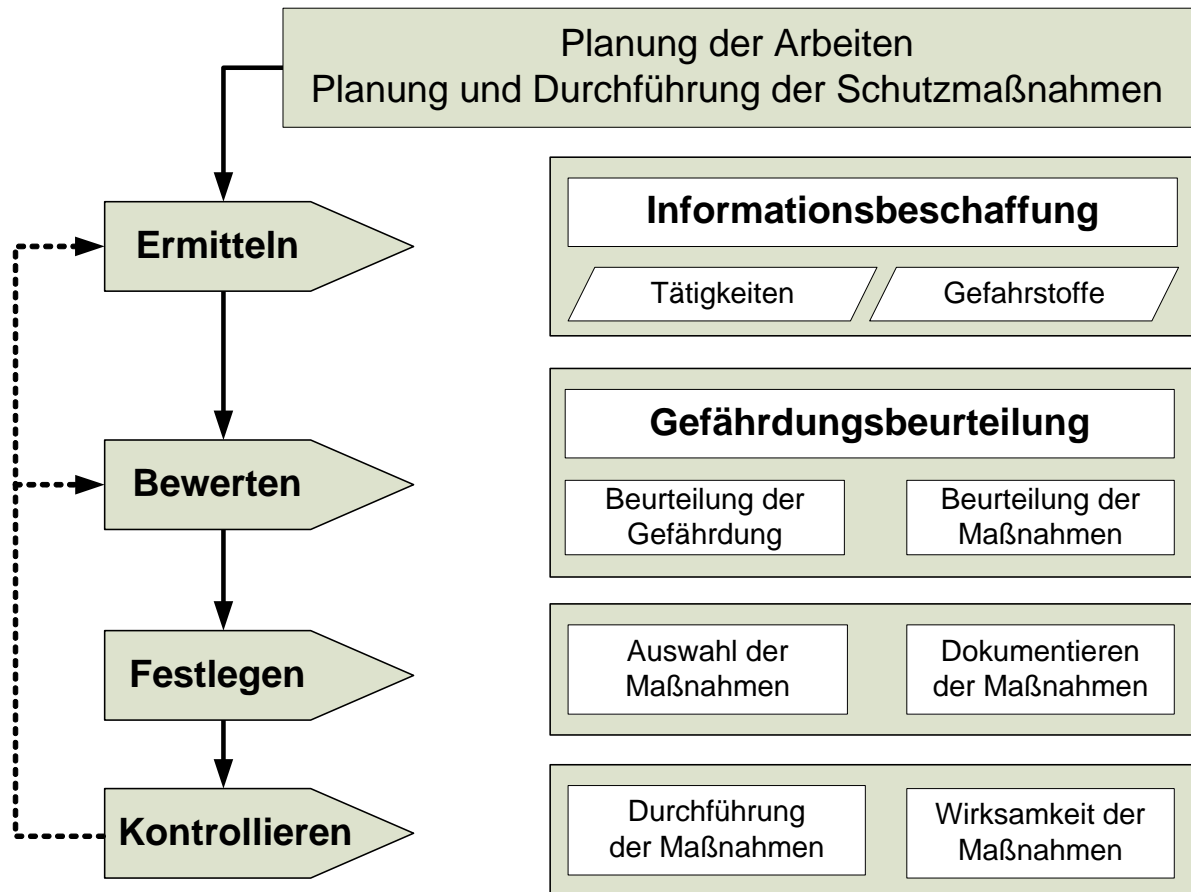 Planung der Arbeiten
Planung und Durchführung der Schutzmaßnahmen
Ermitteln
Informationsbeschaffung
Tätigkeiten
Gefahrstoffe
Bewerten
Gefährdungsbeurteilung
Beurteilung der
Gefährdung
Beurteilung der
Maßnahmen
Festlegen
Auswahl der
Maßnahmen
Dokumentieren
der Maßnahmen
Kontrollieren
Durchführung
der Maßnahmen
Wirksamkeit der
Maßnahmen